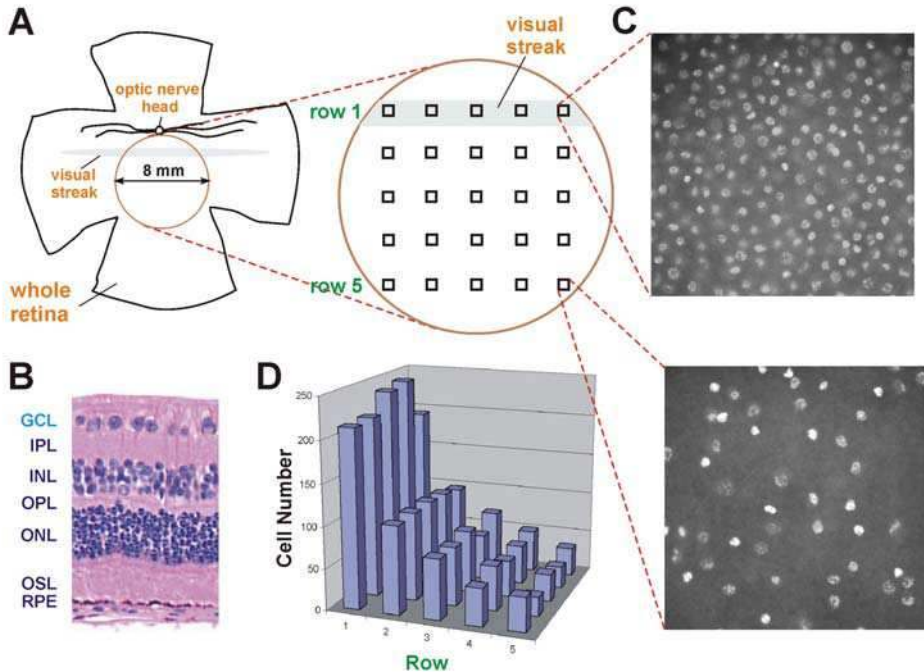 A
optic nerve
head
visual
streak
8 mm
whole
retina
visual
streak
row 1
row 5
C
B
GCL
IPL
INL
OPL
ONL
OSL
RPE
D
Cell Number
250
200
150
100
50
0
1
2
3
4
5
Row